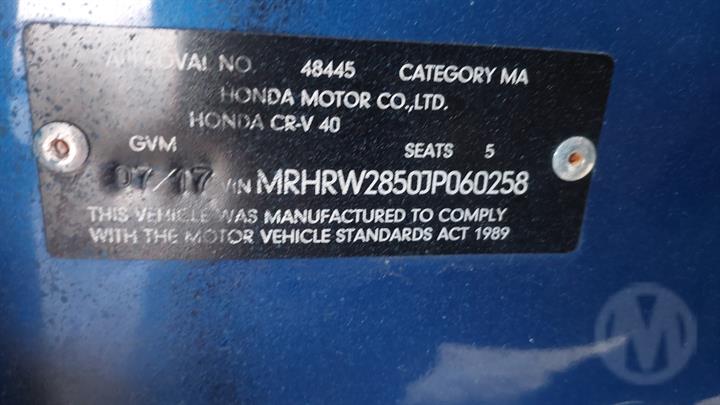 APPROVAL NO. 48445 CATEGORY MA
HONDA MOTOR CO.,LTD.
HONDA CR-V 40
GVM SEATS 5
07/17 VIN MRHRW2850JP060258
THIS VEHICLE WAS MANUFACTURED TO COMPLY
WITH THE MOTOR VEHICLE STANDARDS ACT 1989
M